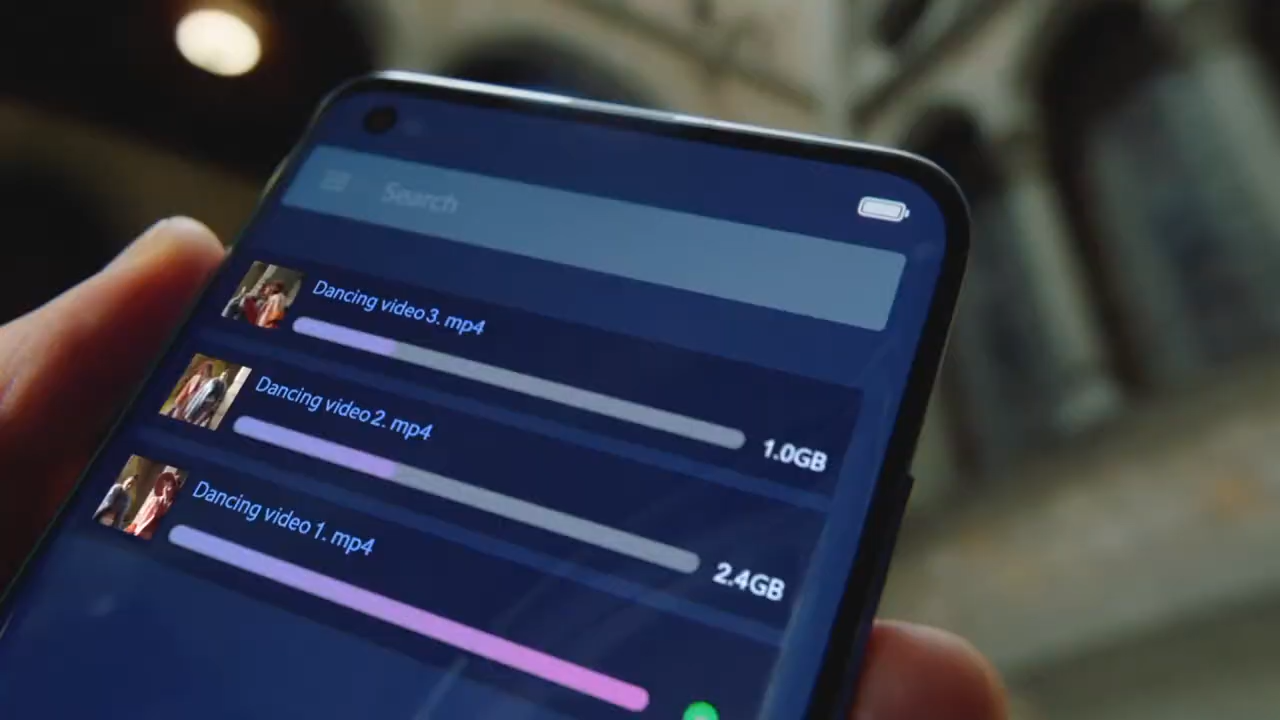 Search
Dancing video 3. mp4
1.0GB
Dancing video 2. mp4
2.4GB
Dancing video 1. mp4